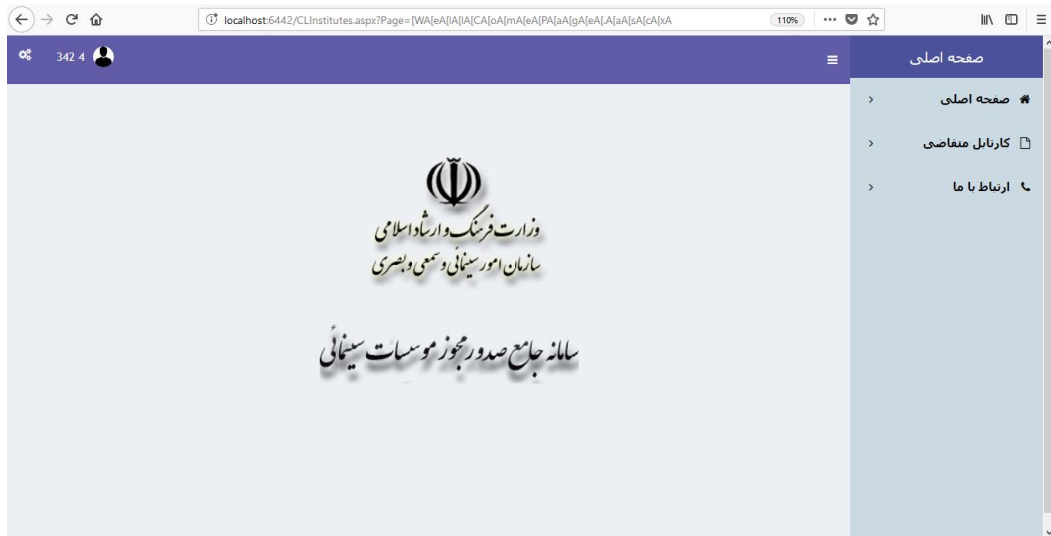 localhost:6442/CLInstitutes.aspx?Page=[WA[eA[lA[lA[CA[oA[mA[eA[PA[aA[gA[eA[.A[aA[sA[cA[xA
110%
صفحه اصلی
342 4
صفحه اصلی
کارتابل متقاضی
ارتباط با ما
وزارت فرهنگ و ارشاد اسلامی
سازمان امور سینمائی و سمعی و بصری
سامانه جامع صدور مجوز موسسات سینمائی